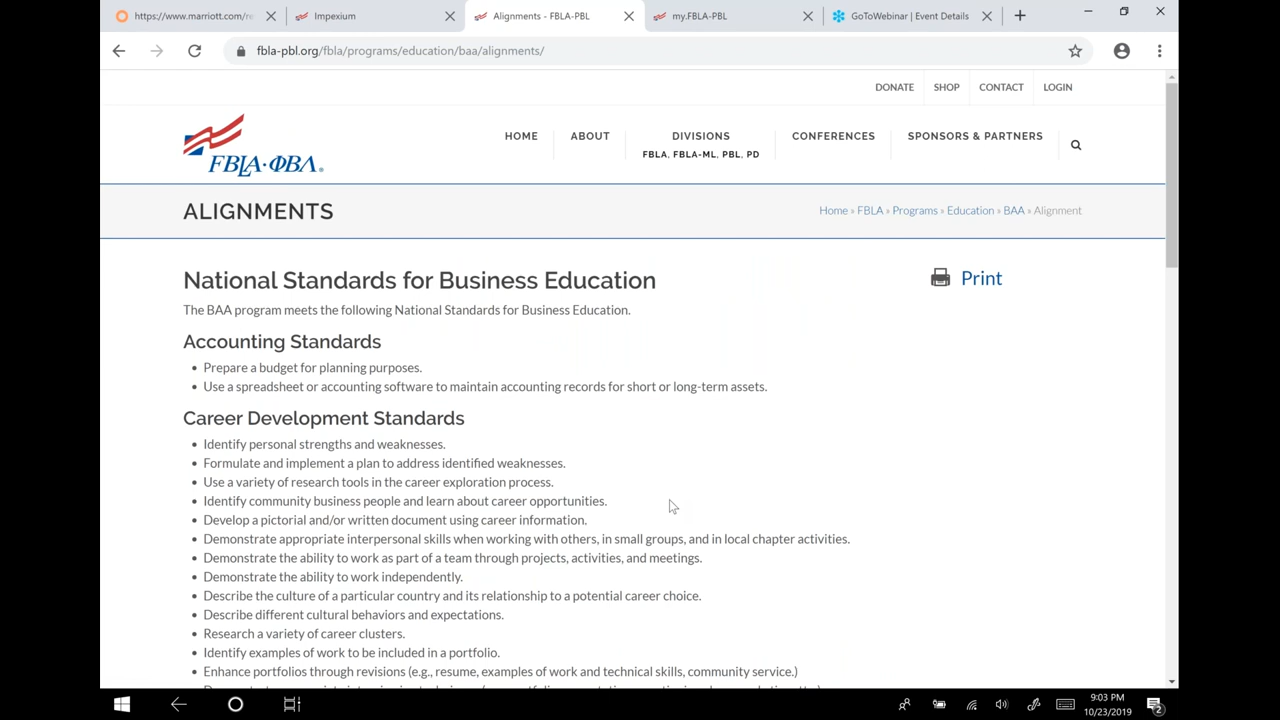 https://www.marriott.com/re
Impexium
Alignments - FBLA-PBL
my.FBLA-PBL
GoToWebinar | Event Details
fbla-pbl.org/fbla/programs/education/baa/alignments/
DONATE SHOP CONTACT LOGIN
FBLA·ΦBΛ®
HOME ABOUT DIVISIONS CONFERENCES SPONSORS & PARTNERS
FBLA, FBLA-ML, PBL, PD
ALIGNMENTS
Home » FBLA » Programs » Education » BAA » Alignment
National Standards for Business Education
Print
The BAA program meets the following National Standards for Business Education.
Accounting Standards
• Prepare a budget for planning purposes.
• Use a spreadsheet or accounting software to maintain accounting records for short or long-term assets.
Career Development Standards
• Identify personal strengths and weaknesses.
• Formulate and implement a plan to address identified weaknesses.
• Use a variety of research tools in the career exploration process.
• Identify community business people and learn about career opportunities.
• Develop a pictorial and/or written document using career information.
• Demonstrate appropriate interpersonal skills when working with others, in small groups, and in local chapter activities.
• Demonstrate the ability to work as part of a team through projects, activities, and meetings.
• Demonstrate the ability to work independently.
• Describe the culture of a particular country and its relationship to a potential career choice.
• Describe different cultural behaviors and expectations.
• Research a variety of career clusters.
• Identify examples of work to be included in a portfolio.
• Enhance portfolios through revisions (e.g., resume, examples of work and technical skills, community service.)
9:03 PM
10/23/2019
2